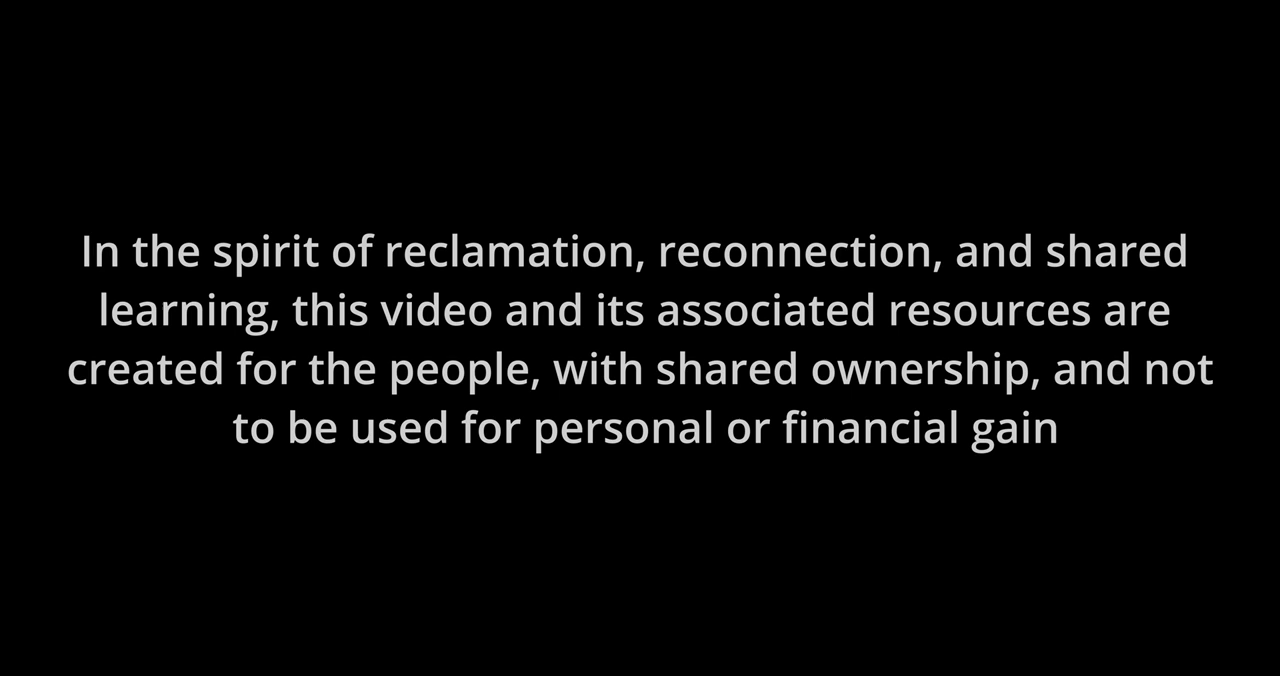 In the spirit of reclamation, reconnection, and shared
learning, this video and its associated resources are
created for the people, with shared ownership, and not
to be used for personal or financial gain